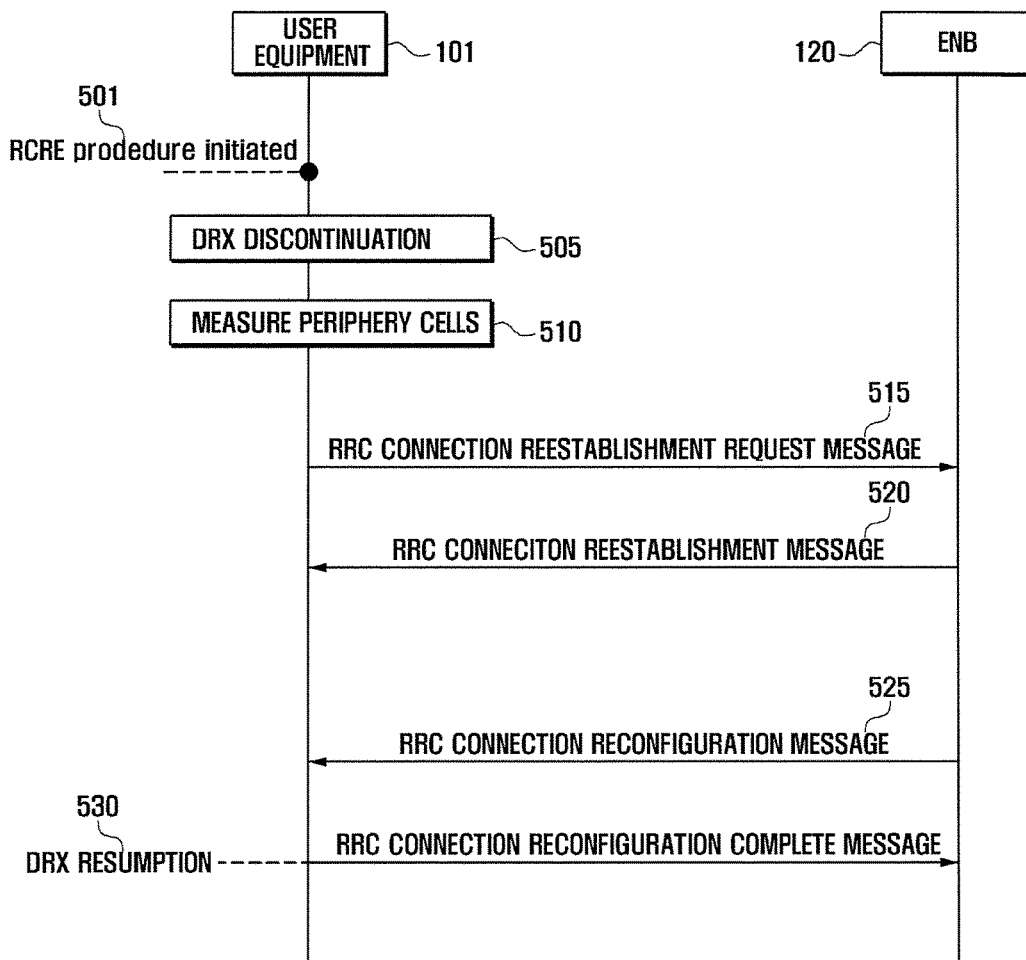 USER
EQUIPMENT
101
120
ENB
501
RCRE prodedure initiated
DRX DISCONTINUATION
505
MEASURE PERIPHERY CELLS
510
515
RRC CONNECTION REESTABLISHMENT REQUEST MESSAGE
520
RRC CONNECITON REESTABLISHMENT MESSAGE
525
RRC CONNECTION RECONFIGURATION MESSAGE
530
DRX RESUMPTION
RRC CONNECTION RECONFIGURATION COMPLETE MESSAGE